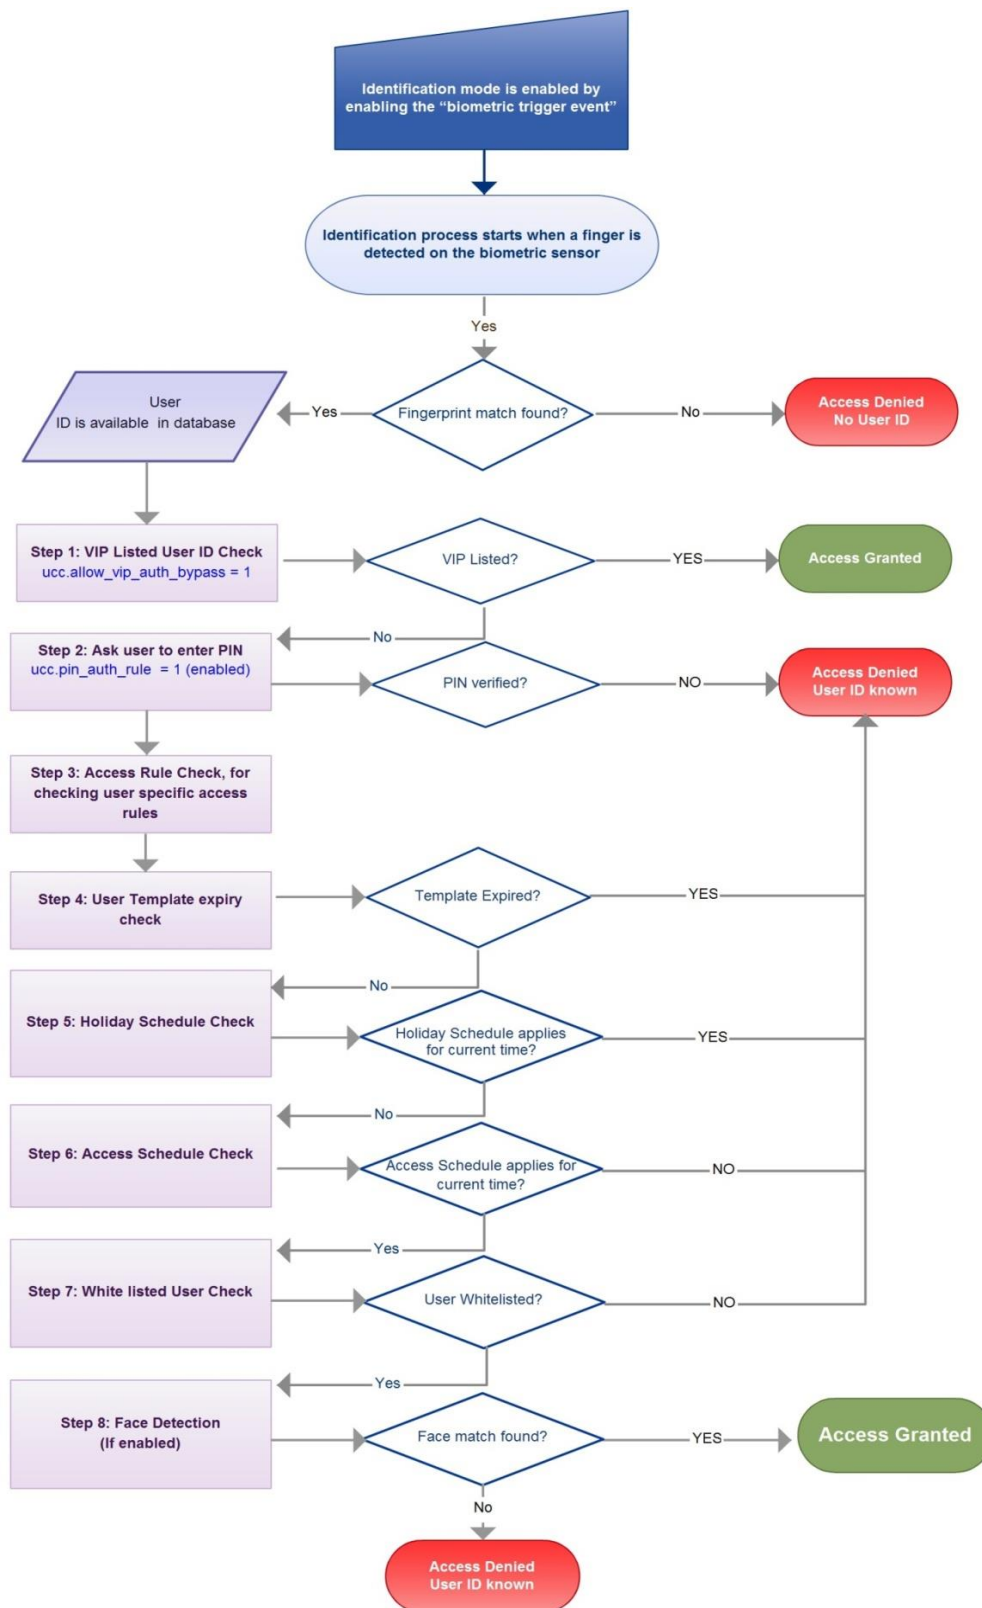 Identification mode is enabled by
enabling the “biometric trigger event”
Identification process starts when a finger is
detected on the biometric sensor
Yes
User
ID is available in database
Yes
Fingerprint match found?
No
Access Denied
No User ID
Step 1: VIP Listed User ID Check
ucc.allow_vip_auth_bypass = 1
VIP Listed?
YES
Access Granted
No
Step 2: Ask user to enter PIN
ucc.pin_auth_rule = 1 (enabled)
PIN verified?
NO
Access Denied
User ID known
Step 3: Access Rule Check, for
checking user specific access
rules
Step 4: User Template expiry
check
Template Expired?
YES
No
Step 5: Holiday Schedule Check
Holiday Schedule applies
for current time?
YES
No
Step 6: Access Schedule Check
Access Schedule applies for
current time?
NO
Yes
Step 7: White listed User Check
User Whitelisted?
NO
Yes
Step 8: Face Detection
(If enabled)
Face match found?
YES
Access Granted
No
Access Denied
User ID known